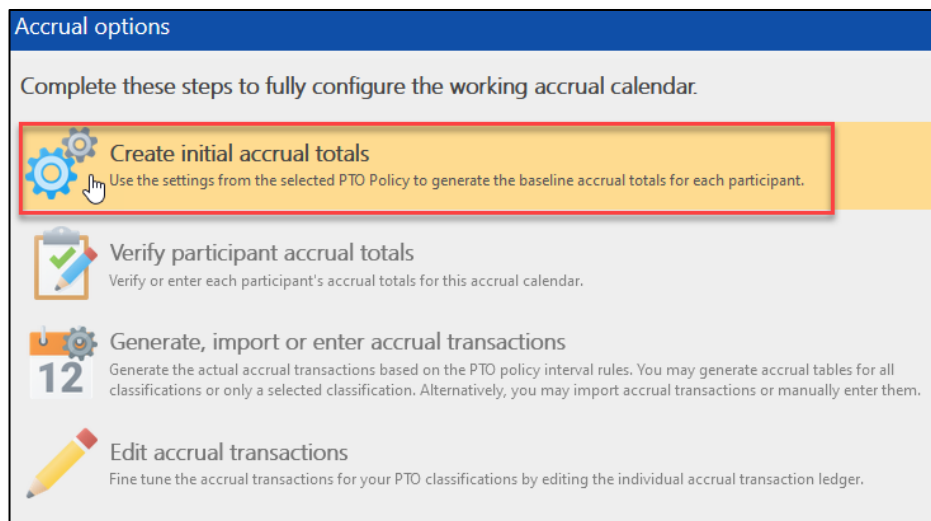 Accrual options
Complete these steps to fully configure the working accrual calendar.
Create initial accrual totals
Use the settings from the selected PTO Policy to generate the baseline accrual totals for each participant.
Verify participant accrual totals
Verify or enter each participant's accrual totals for this accrual calendar.
Generate, import or enter accrual transactions
12
Generate the actual accrual transactions based on the PTO policy interval rules. You may generate accrual tables for all
classifications or only a selected classification. Alternatively, you may import accrual transactions or manually enter them.
Edit accrual transactions
Fine tune the accrual transactions for your PTO classifications by editing the individual accrual transaction ledger.